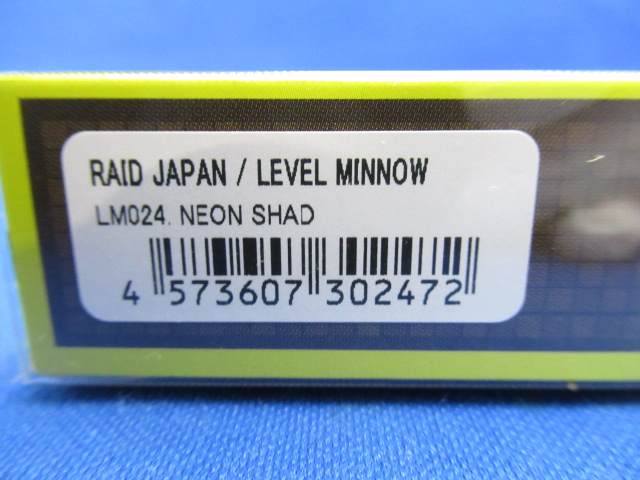 RAID JAPAN / LEVEL MINNOW
LM024. NEON SHAD
4 573607 302472